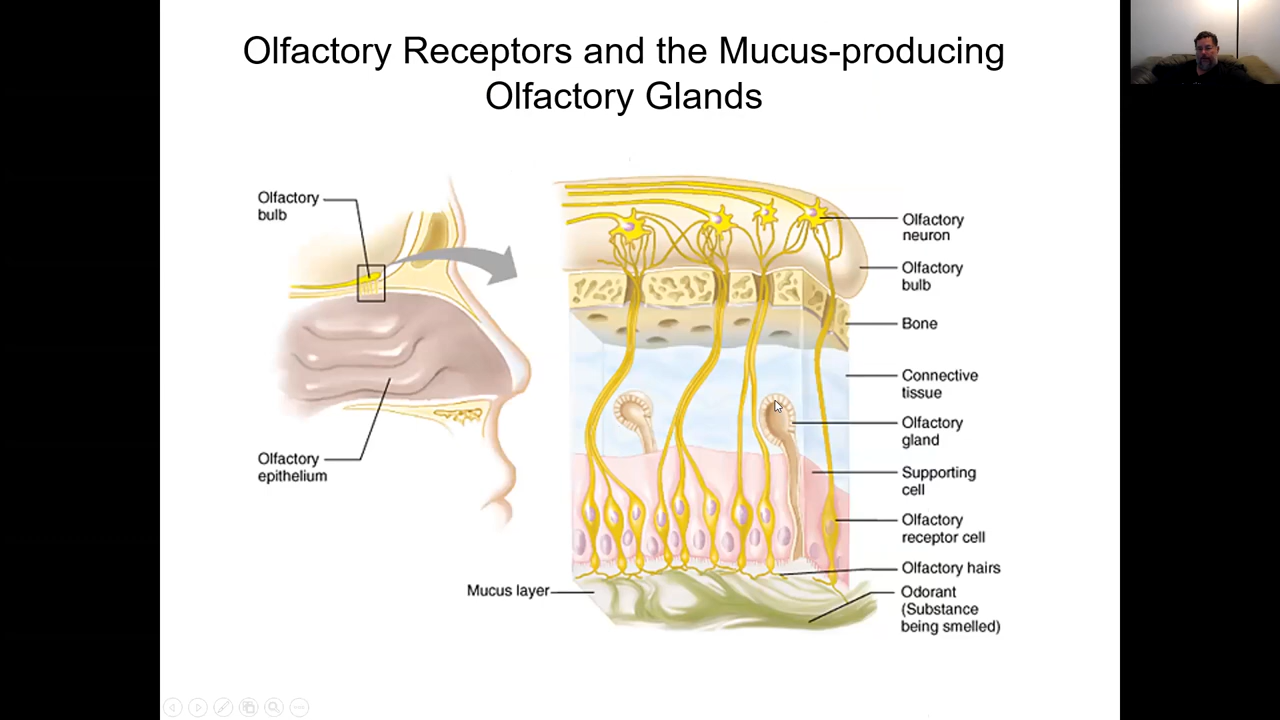 Olfactory Receptors and the Mucus-producing
Olfactory Glands
Olfactory
bulb
Olfactory
epithelium
Olfactory
neuron
Olfactory
bulb
Bone
Connective
tissue
Olfactory
gland
Supporting
cell
Olfactory
receptor cell
Olfactory hairs
Mucus layer
Odorant
(Substance
being smelled)